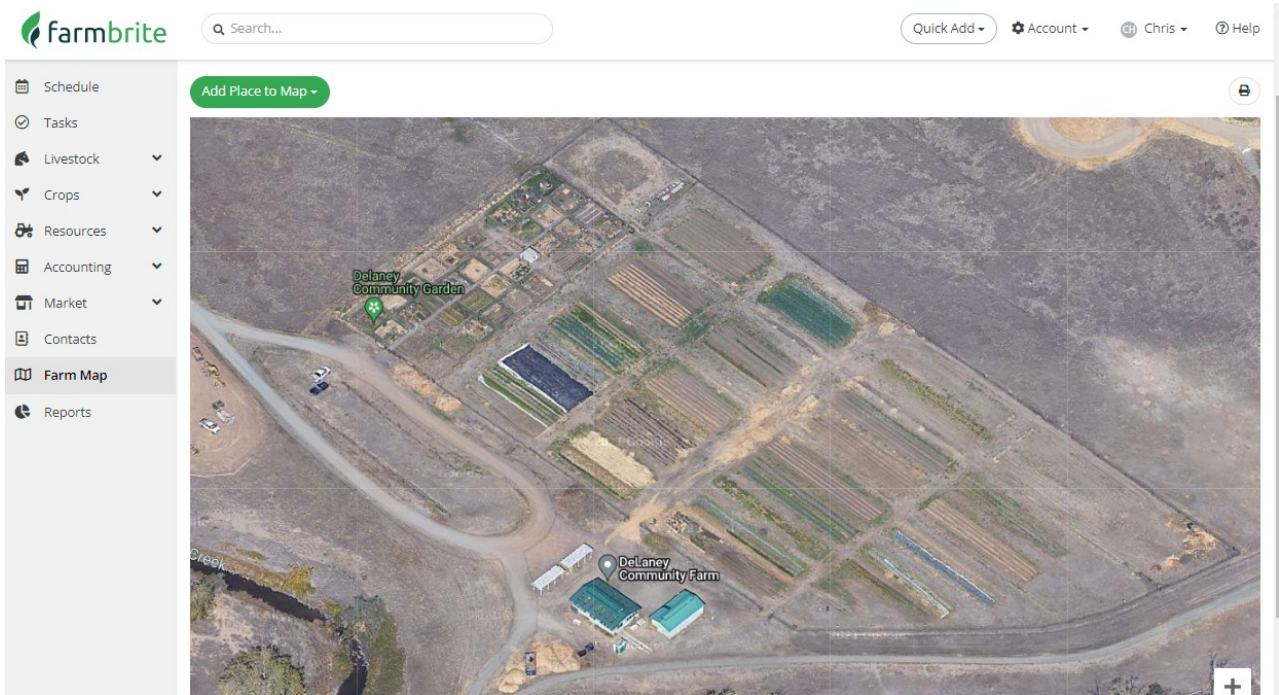 farmbrite
Search...
Quick Add
Account
CH
Chris
Help
Schedule
Tasks
Livestock
Crops
Resources
Accounting
Market
Contacts
Farm Map
Reports
Add Place to Map
Delaney
Community Garden
Creek
DeLaney
Community Farm
+